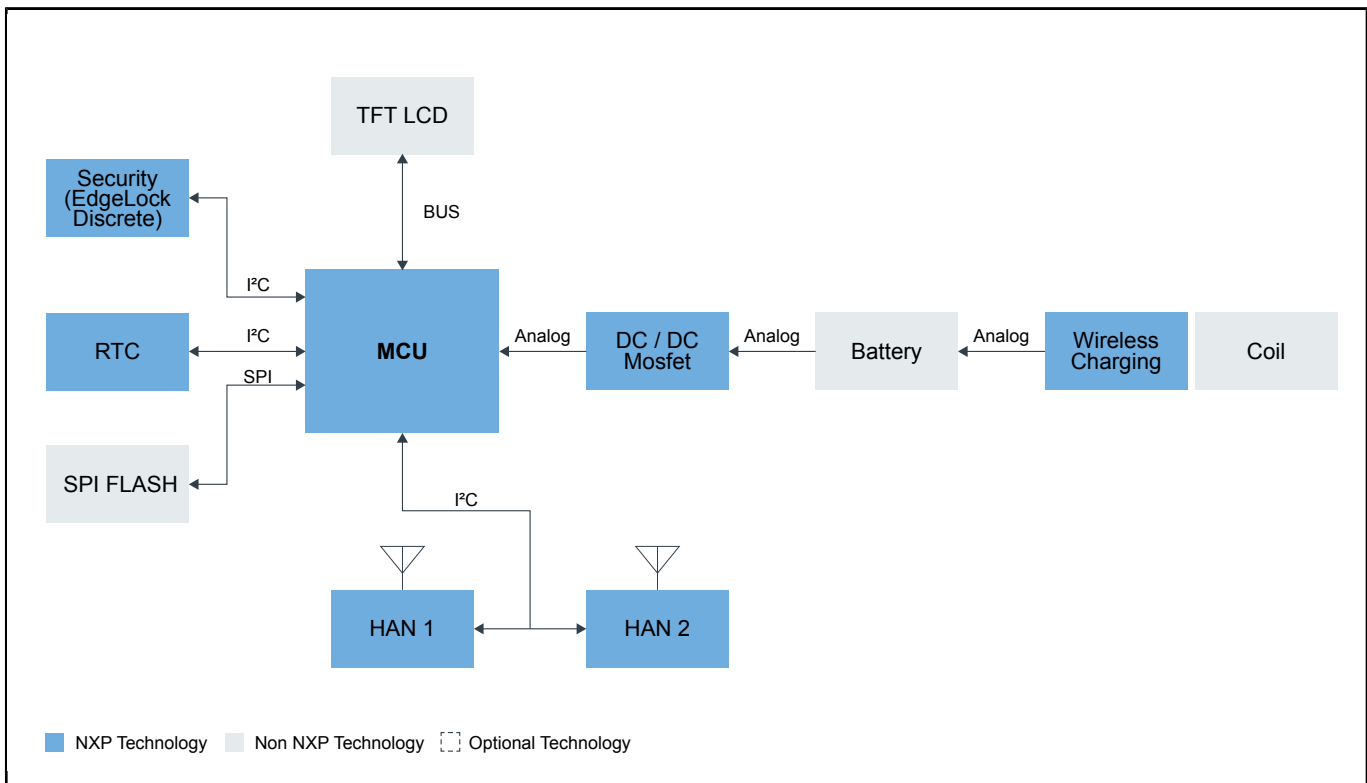 TFT LCD
Security
(EdgeLock
Discrete)
BUS
I²C
RTC
I²C
MCU
Analog
DC / DC
Mosfet
Analog
Battery
Analog
Wireless
Charging
Coil
SPI
SPI FLASH
I²C
HAN 1
HAN 2
NXP Technology
Non NXP Technology
Optional Technology